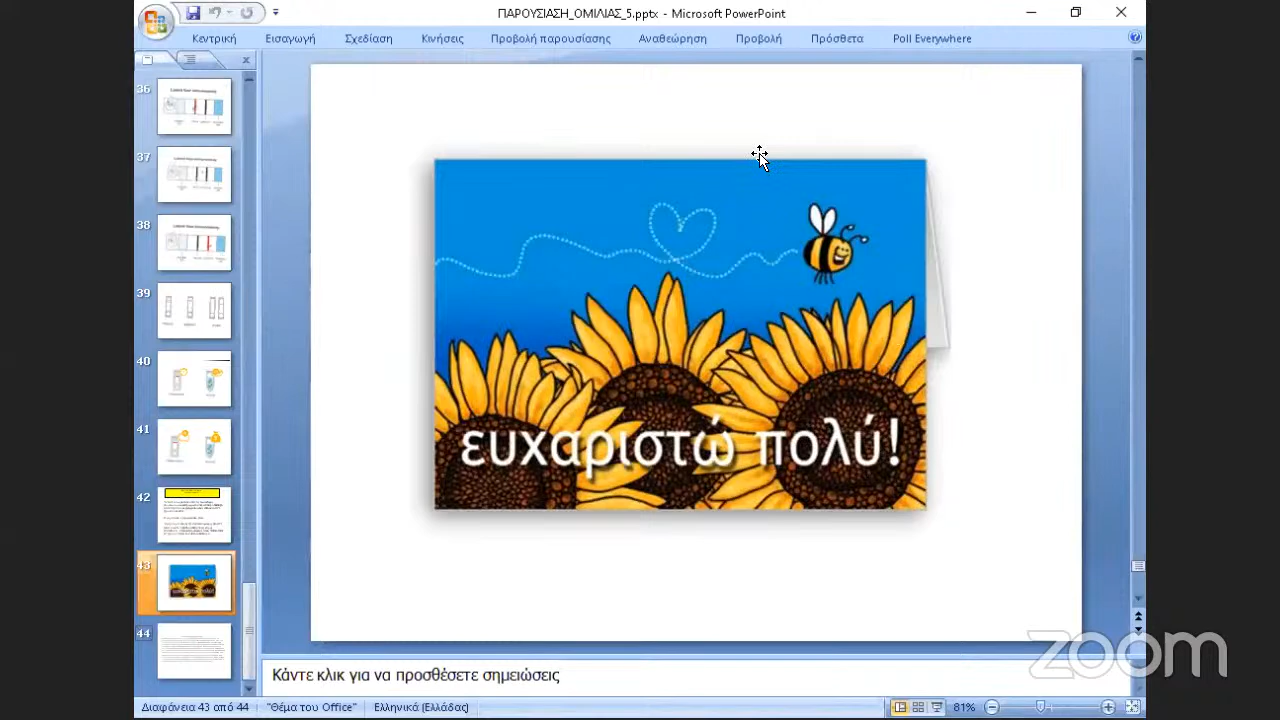 ΠΑΡΟΥΣΙΑΣΗ_ΟΜΙΛΙΑΣ_5.pptx - Microsoft PowerPoint
Κεντρική Εισαγωγή Σχεδίαση Κινήσεις Προβολή παρουσίασης Αναθεώρηση Προβολή Πρόσθετα Poll Everywhere
36
37
38
39
40
41
42
43
44
ευχαριστώ πολύ!
zoom
Κάντε κλικ για να προσθέσετε σημειώσεις
Διαφάνεια 43 από 44 "Θέμα του Office" Ελληνικά 81%